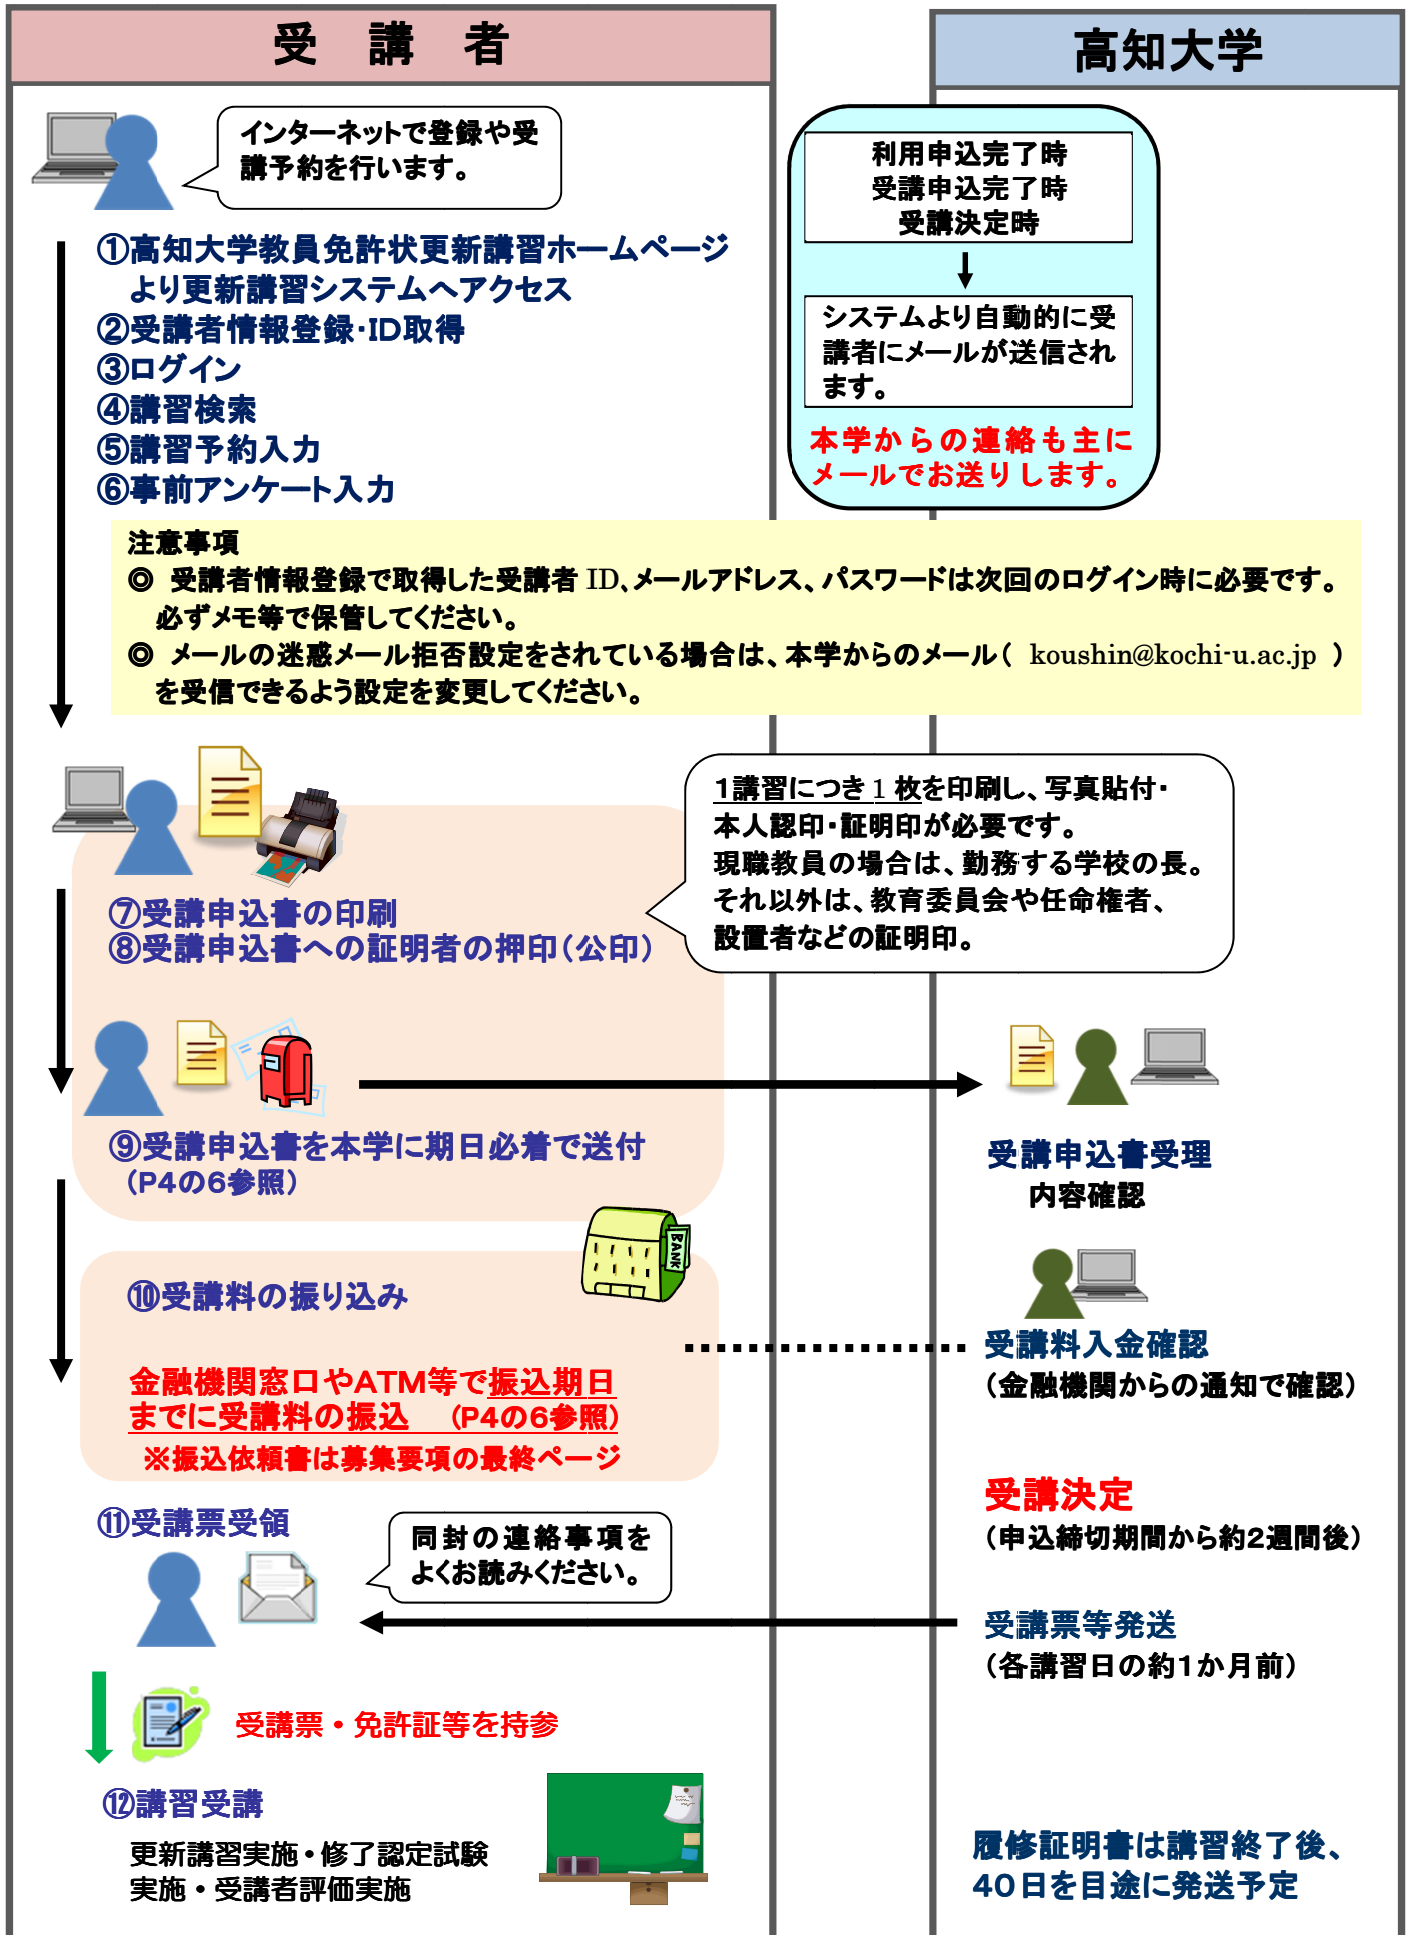 受　講　者
高知大学
インターネットで登録や受
講予約を行います。
①高知大学教員免許状更新講習ホームページ
より更新講習システムへアクセス
②受講者情報登録・ID取得
③ログイン
④講習検索
⑤講習予約入力
⑥事前アンケート入力
利用申込完了時
受講申込完了時
受講決定時
システムより自動的に受
講者にメールが送信され
ます。
本学からの連絡も主に
メールでお送りします。
注意事項
◎ 受講者情報登録で取得した受講者 ID、メールアドレス、パスワードは次回のログイン時に必要です。
必ずメモ等で保管してください。
◎ メールの迷惑メール拒否設定をされている場合は、本学からのメール( koushin@kochi-u.ac.jp )
を受信できるよう設定を変更してください。
1講習につき 1 枚を印刷し、写真貼付・
本人認印・証明印が必要です。
現職教員の場合は、勤務する学校の長。
それ以外は、教育委員会や任命権者、
設置者などの証明印。
⑦受講申込書の印刷
⑧受講申込書への証明者の押印(公印)
⑨受講申込書を本学に期日必着で送付
(P4の6参照)
受講申込書受理
内容確認
BANK
⑩受講料の振り込み
金融機関窓口やATM等で振込期日
までに受講料の振込　(P4の6参照)
※振込依頼書は募集要項の最終ページ
受講料入金確認
(金融機関からの通知で確認)
受講決定
(申込締切期間から約2週間後)
⑪受講票受領
同封の連絡事項を
よくお読みください。
受講票等発送
(各講習日の約1か月前)
受講票・免許証等を持参
⑫講習受講
更新講習実施・修了認定試験
実施・受講者評価実施
履修証明書は講習終了後、
40日を目途に発送予定